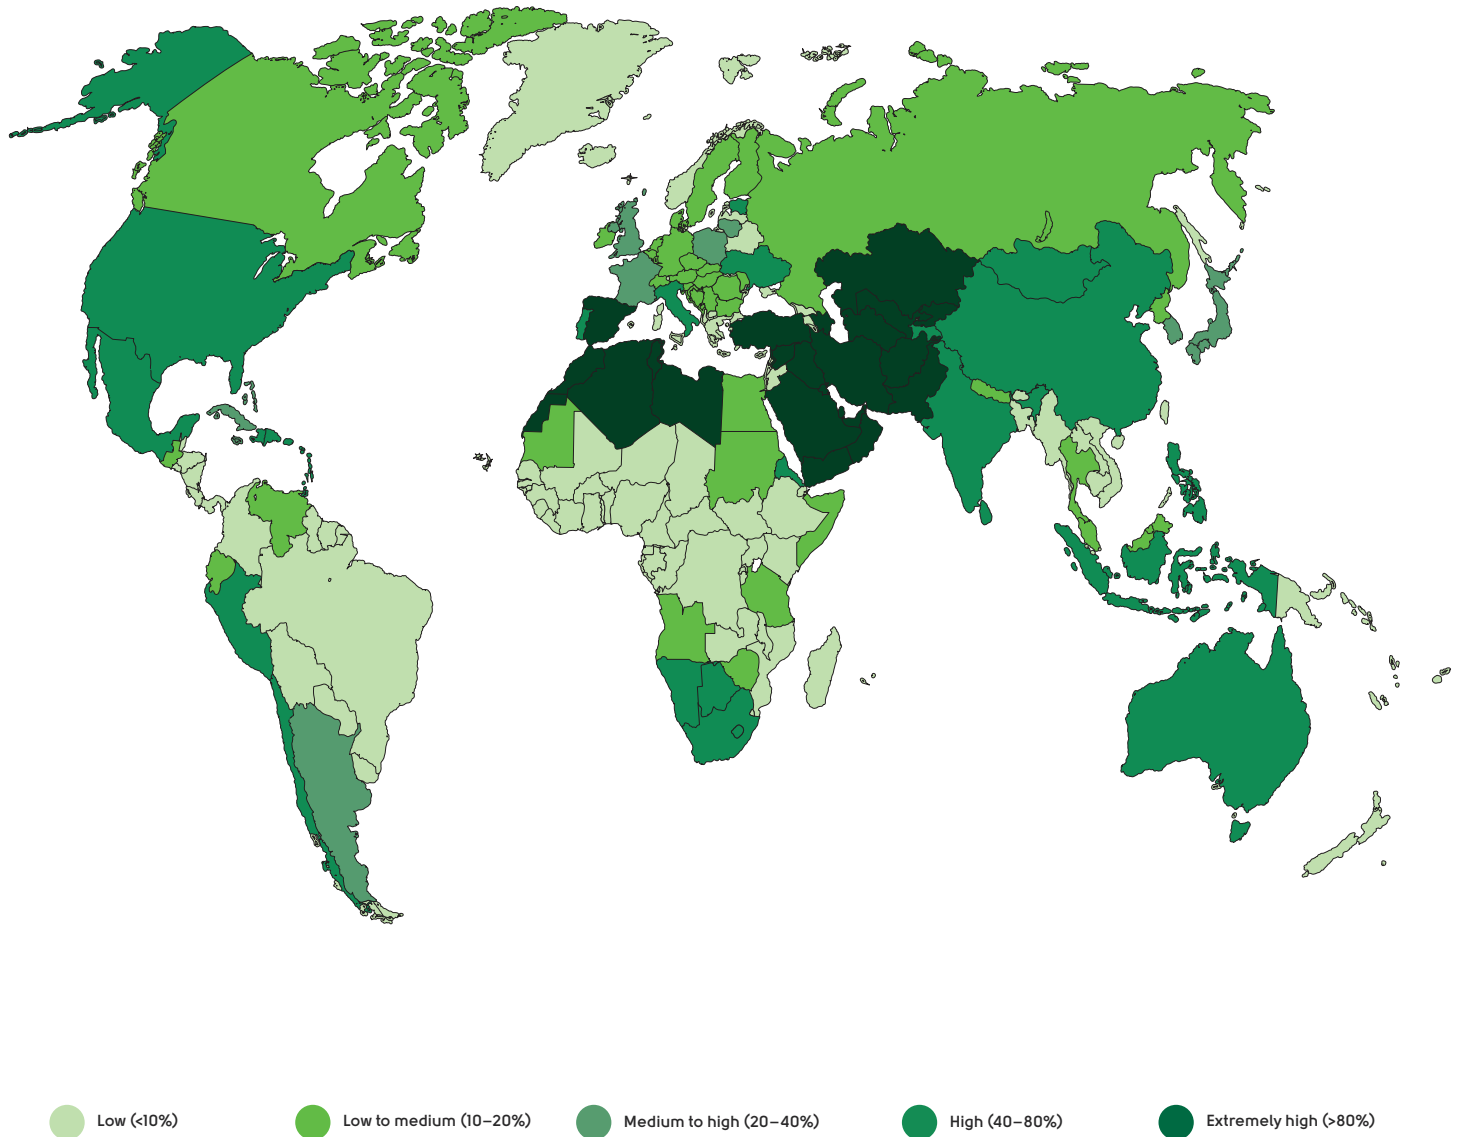 Low (<10%)
Low to medium (10–20%)
Medium to high (20–40%)
High (40–80%)
Extremely high (>80%)